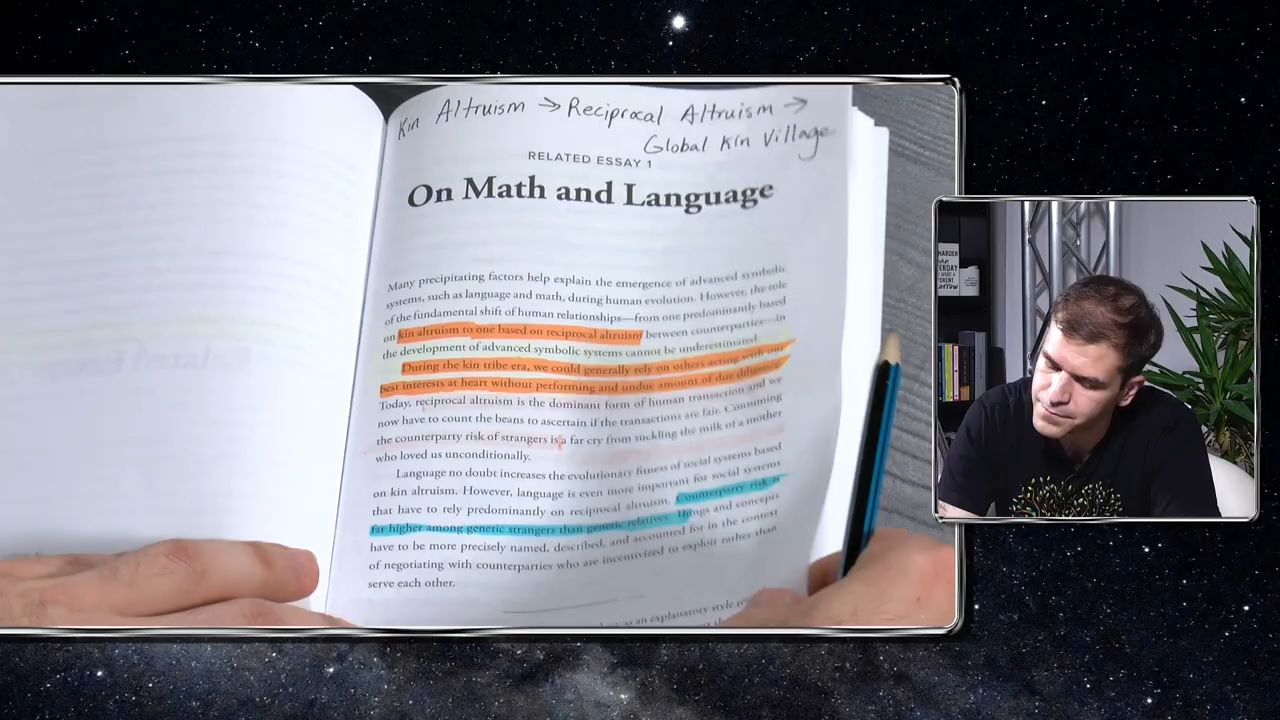 Kin Altruism → Reciprocal Altruism →
Global Kin Village
RELATED ESSAY 1
On Math and Language
Many precipitating factors help explain the emergence of advanced symbolic
systems, such as language and math, during human evolution. However, the role
of the fundamental shift of human relationships—from one predominantly based
on kin altruism to one based on reciprocal altruism between counterparties—in
the development of advanced symbolic systems cannot be underestimated.
During the kin tribe era, we could generally rely on others acting with our
best interests at heart without performing and undue amount of due diligence.
Today, reciprocal altruism is the dominant form of human transaction and we
now have to count the beans to ascertain if the transactions are fair. Consuming
the counterparty risk of strangers is a far cry from suckling the milk of a mother
who loved us unconditionally.
Language no doubt increases the evolutionary fitness of social systems based
on kin altruism. However, language is even more important for social systems
that have to rely predominantly on reciprocal altruism. Counterparty risk is
far higher among genetic strangers than genetic relatives. Things and concepts
have to be more precisely named, described, and accounted for in the context
of negotiating with counterparties who are incentivized to exploit rather than
serve each other.
as an explanatory style
HARDER
THAN
YERDAY
WANT A
FERENT